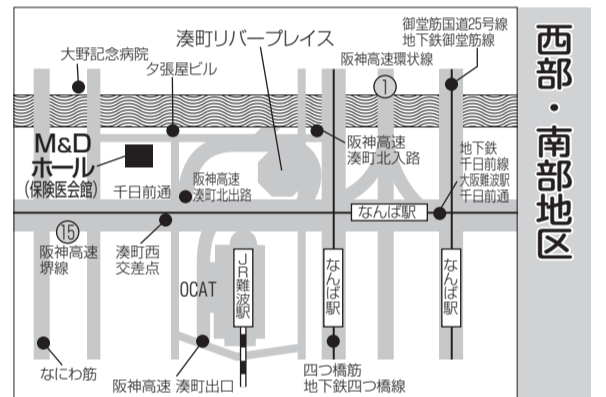 御堂筋国道25号線
地下鉄御堂筋線
湊町リバープレイス
大野記念病院
阪神高速環状線
夕張屋ビル
①
M&D
ホール
(保険医会館)
阪神高速
湊町北入路
地下鉄
千日前線
大阪難波駅
千日前通
千日前通
阪神高速
湊町北出路
なんば駅
⑮
阪神高速
堺線
湊町西
交差点
OCAT
JR難波駅
なんば駅
なんば駅
なにわ筋
阪神高速 湊町出口
四つ橋筋
地下鉄四つ橋線
西部・南部地区